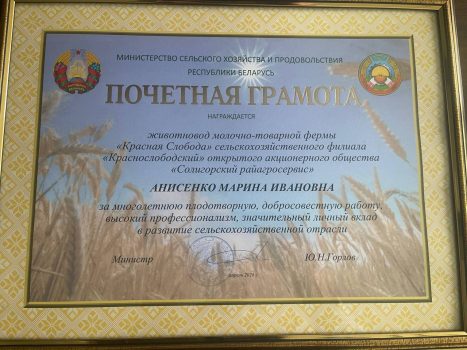 МИНИСТЕРСТВО СЕЛЬСКОГО ХОЗЯЙСТВА И ПРОДОВОЛЬСТВИЯ
РЕСПУБЛИКИ БЕЛАРУСЬ
ПОЧЕТНАЯ ГРАМОТА
НАГРАЖДАЕТСЯ
животновод молочно-товарной фермы
«Красная Слобода» сельскохозяйственного филиала
«Краснослободский» открытого акционерного общества
«Солигорский райагросервис»
АНИСЕНКО МАРИНА ИВАНОВНА
за многолетнюю плодотворную, добросовестную работу,
высокий профессионализм, значительный личный вклад
в развитие сельскохозяйственной отрасли
Министр Ю.Н.Горлов